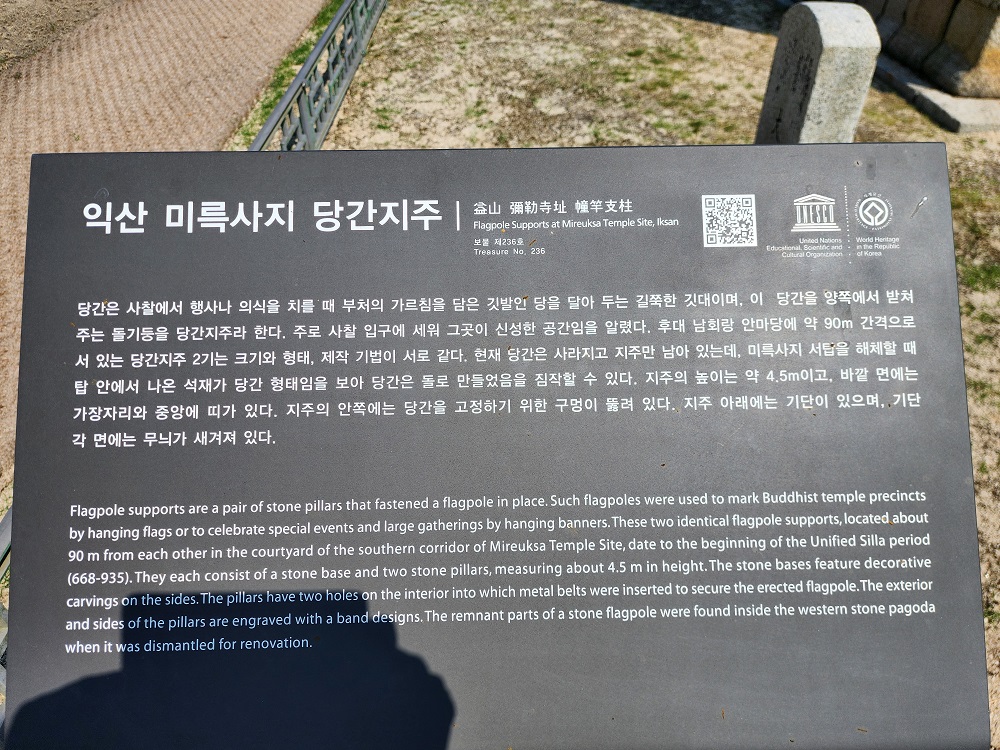 익산 미륵사지 당간지주
益山 彌勒寺址 幢竿支柱
Flagpole Supports at Mireuksa Temple Site, Iksan
보물 제236호
Treasure No. 236
UNESCO
United Nations
Educational, Scientific and
Cultural Organization
World Heritage
in the Republic
of Korea
당간은 사찰에서 행사나 의식을 치를 때 부처의 가르침을 담은 깃발인 당을 달아 두는 길쭉한 깃대이며, 이 당간을 양쪽에서 받쳐
주는 돌기둥을 당간지주라 한다. 주로 사찰 입구에 세워 그곳이 신성한 공간임을 알렸다. 후대 남회랑 안마당에 약 90m 간격으로
서 있는 당간지주 2기는 크기와 형태, 제작 기법이 서로 같다. 현재 당간은 사라지고 지주만 남아 있는데, 미륵사지 서탑을 해체할 때
탑 안에서 나온 석재가 당간 형태임을 보아 당간은 돌로 만들었음을 짐작할 수 있다. 지주의 높이는 약 4.5m이고, 바깥 면에는
가장자리와 중앙에 띠가 있다. 지주의 안쪽에는 당간을 고정하기 위한 구멍이 뚫려 있다. 지주 아래에는 기단이 있으며, 기단
각 면에는 무늬가 새겨져 있다.
Flagpole supports are a pair of stone pillars that fastened a flagpole in place. Such flagpoles were used to mark Buddhist temple precincts
by hanging flags or to celebrate special events and large gatherings by hanging banners. These two identical flagpole supports, located about
90 m from each other in the courtyard of the southern corridor of Mireuksa Temple Site, date to the beginning of the Unified Silla period
(668-935). They each consist of a stone base and two stone pillars, measuring about 4.5 m in height. The stone bases feature decorative
carvings on the sides. The pillars have two holes on the interior into which metal belts were inserted to secure the erected flagpole. The exterior
and sides of the pillars are engraved with a band designs. The remnant parts of a stone flagpole were found inside the western stone pagoda
when it was dismantled for renovation.